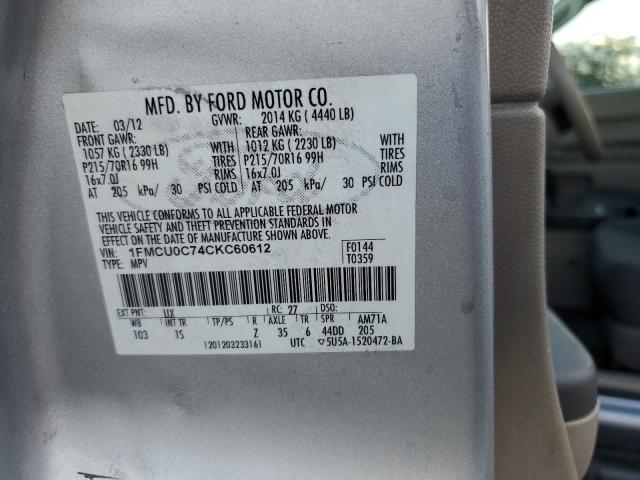 MFD. BY FORD MOTOR CO.
DATE: 03/12 GVWR: 2014 KG ( 4440 LB)
FRONT GAWR: REAR GAWR:
1057 KG ( 2330 LB) WITH 1012 KG ( 2230 LB) WITH
P215/70R16 99H TIRES P215/70R16 99H TIRES
16x7.0J RIMS 16x7.0J RIMS
AT 205 kPa/ 30 PSI COLD AT 205 kPa/ 30 PSI COLD
THIS VEHICLE CONFORMS TO ALL APPLICABLE FEDERAL MOTOR
VEHICLE SAFETY AND THEFT PREVENTION STANDARDS IN
EFFECT ON THE DATE OF MANUFACTURE SHOWN ABOVE.
VIN: 1FMCU0C74CKC60612 F0144
TYPE: MPV T0359
EXT PNT: UX RC: 27 DSO:
WB INT TR TP/PS R AXLE TR SPR AM71A
103 15 Z 35 6 44DD 205
1201203233161 UTC ▽5U5A-1520472-BA